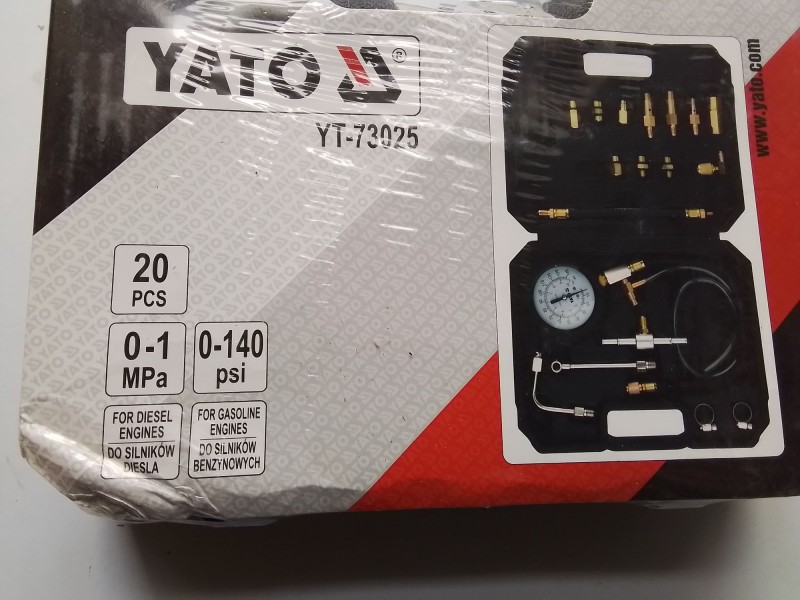 YATO ®
YT-73025
www.yato.com
20
PCS
0-1
MPa
0-140
psi
FOR DIESEL
ENGINES
DO SILNIKÓW
DIESLA
FOR GASOLINE
ENGINES
DO SILNIKÓW
BENZYNOWYCH